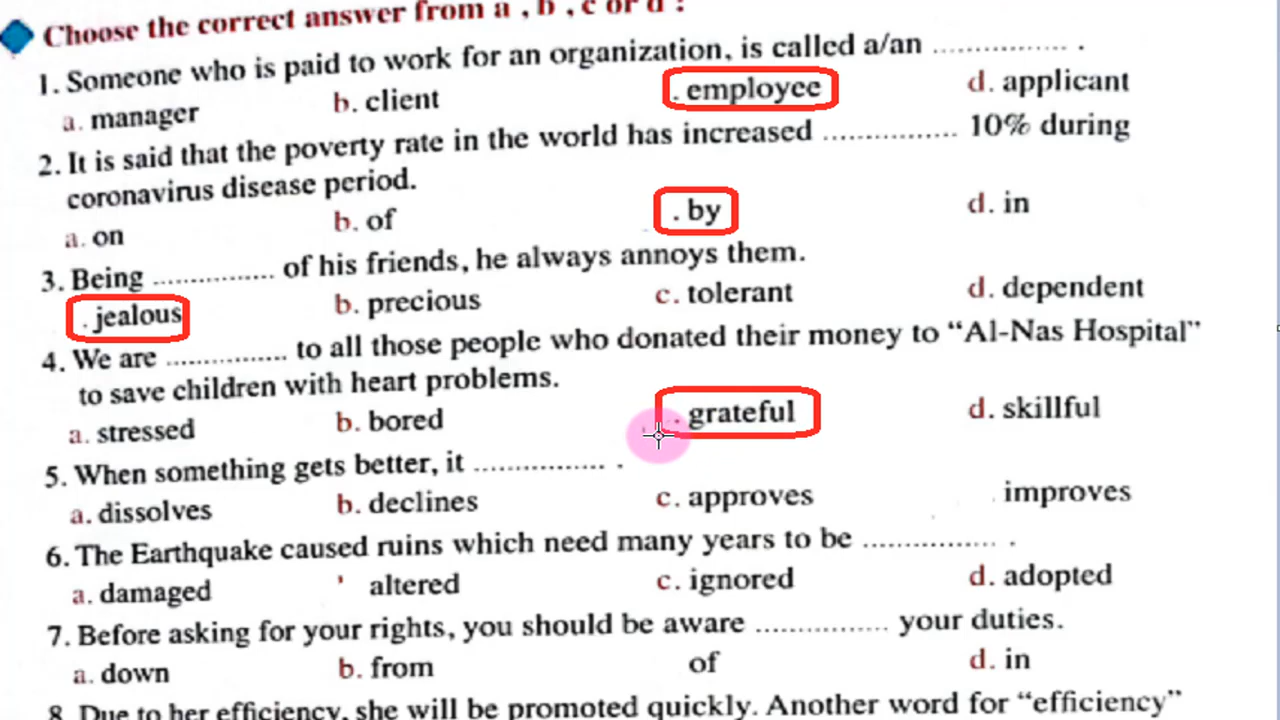 Choose the correct answer from a , b , c or d :
1. Someone who is paid to work for an organization, is called a/an ................ .
a. manager b. client . employee d. applicant
2. It is said that the poverty rate in the world has increased ................ 10% during
coronavirus disease period.
a. on b. of . by d. in
3. Being ................ of his friends, he always annoys them.
. jealous b. precious c. tolerant d. dependent
4. We are ................ to all those people who donated their money to “Al-Nas Hospital”
to save children with heart problems.
a. stressed b. bored . grateful d. skillful
5. When something gets better, it ................ .
a. dissolves b. declines c. approves improves
6. The Earthquake caused ruins which need many years to be ................ .
a. damaged altered c. ignored d. adopted
7. Before asking for your rights, you should be aware ................ your duties.
a. down b. from of d. in
8. Due to her efficiency, she will be promoted quickly. Another word for “efficiency”